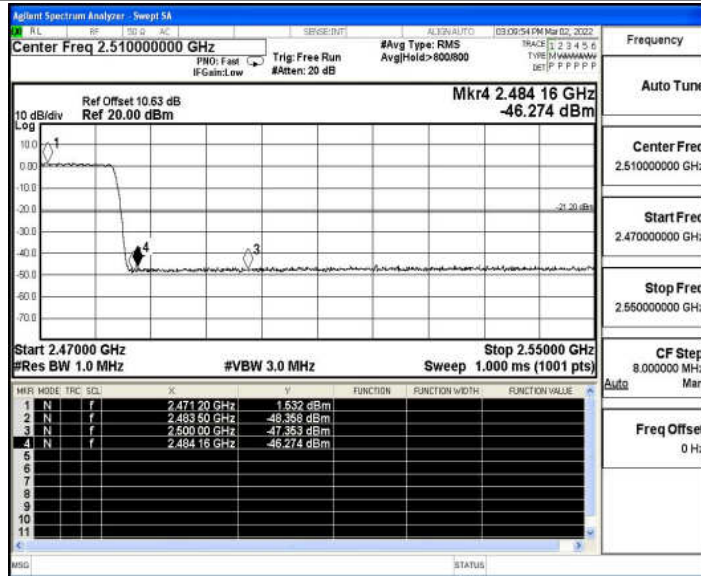 Agilent Spectrum Analyzer - Swept SA
RL RF 50 Ω AC SENSE:INT ALIGN AUTO 03:09:54 PM Mar 02, 2022
Center Freq 2.510000000 GHz
PNO: Fast
IFGain:Low
Trig: Free Run
#Atten: 20 dB
#Avg Type: RMS
Avg|Hold:>800/800
TRACE 1 2 3 4 5 6
TYPE
DET P P P P P P
Ref Offset 10.63 dB
Ref 20.00 dBm
10 dB/div
Log
Mkr4 2.484 16 GHz
-46.274 dBm
10.0
0.00
-10.0
-20.0
-30.0
-40.0
-50.0
-60.0
-70.0
1
4
3
-21.20 dBm
Start 2.47000 GHz
Stop 2.55000 GHz
#Res BW 1.0 MHz
#VBW 3.0 MHz
Sweep 1.000 ms (1001 pts)
MKR MODE TRC SCL X Y FUNCTION FUNCTION WIDTH FUNCTION VALUE
1 N f 2.471 20 GHz 1.532 dBm
2 N f 2.483 50 GHz -48.358 dBm
3 N f 2.500 00 GHz -47.353 dBm
4 N f 2.484 16 GHz -46.274 dBm
5
6
7
8
9
10
11
MSG
STATUS
Frequency
Auto Tune
Center Freq
2.510000000 GHz
Start Freq
2.470000000 GHz
Stop Freq
2.550000000 GHz
CF Step
8.000000 MHz
Auto Man
Freq Offset
0 Hz